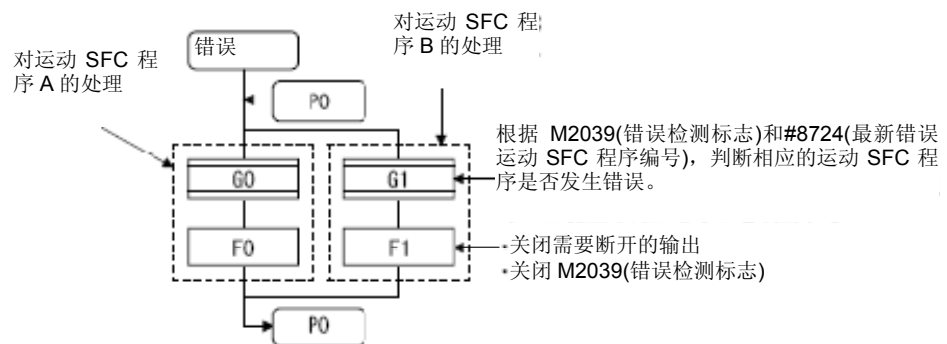 对运动 SFC 程
序 A 的处理
错误
对运动 SFC 程
序 B 的处理
P0
G0
G1
根据 M2039(错误检测标志)和#8724(最新错误
运动 SFC 程序编号)，判断相应的运动 SFC 程
序是否发生错误。
F0
F1
·关闭需要断开的输出
·关闭 M2039(错误检测标志)
P0